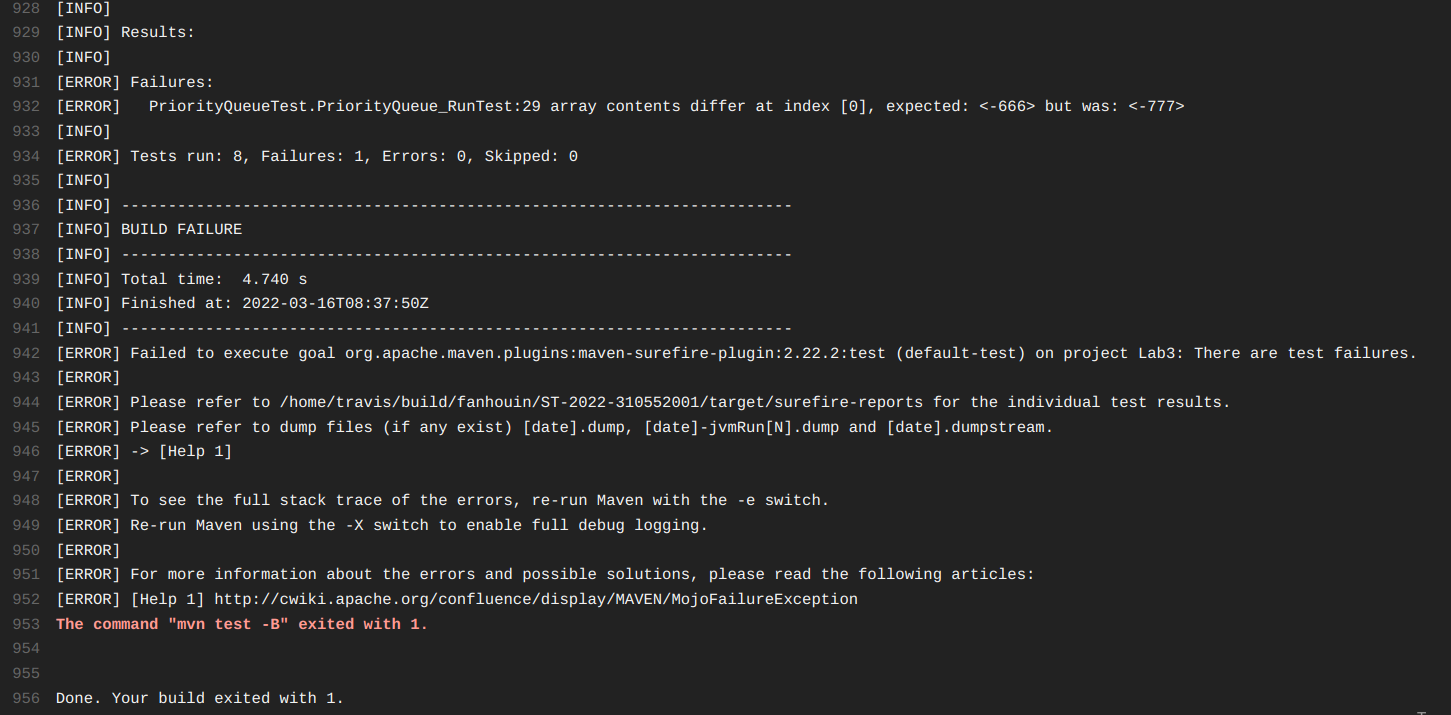 928 [INFO]
929 [INFO] Results:
930 [INFO]
931 [ERROR] Failures:
932 [ERROR]   PriorityQueueTest.PriorityQueue_RunTest:29 array contents differ at index [0], expected: <-666> but was: <-777>
933 [INFO]
934 [ERROR] Tests run: 8, Failures: 1, Errors: 0, Skipped: 0
935 [INFO]
936 [INFO] ------------------------------------------------------------------------
937 [INFO] BUILD FAILURE
938 [INFO] ------------------------------------------------------------------------
939 [INFO] Total time:  4.740 s
940 [INFO] Finished at: 2022-03-16T08:37:50Z
941 [INFO] ------------------------------------------------------------------------
942 [ERROR] Failed to execute goal org.apache.maven.plugins:maven-surefire-plugin:2.22.2:test (default-test) on project Lab3: There are test failures.
943 [ERROR]
944 [ERROR] Please refer to /home/travis/build/fanhouin/ST-2022-310552001/target/surefire-reports for the individual test results.
945 [ERROR] Please refer to dump files (if any exist) [date].dump, [date]-jvmRun[N].dump and [date].dumpstream.
946 [ERROR] -> [Help 1]
947 [ERROR]
948 [ERROR] To see the full stack trace of the errors, re-run Maven with the -e switch.
949 [ERROR] Re-run Maven using the -X switch to enable full debug logging.
950 [ERROR]
951 [ERROR] For more information about the errors and possible solutions, please read the following articles:
952 [ERROR] [Help 1] http://cwiki.apache.org/confluence/display/MAVEN/MojoFailureException
953 The command "mvn test -B" exited with 1.
954
955
956 Done. Your build exited with 1.